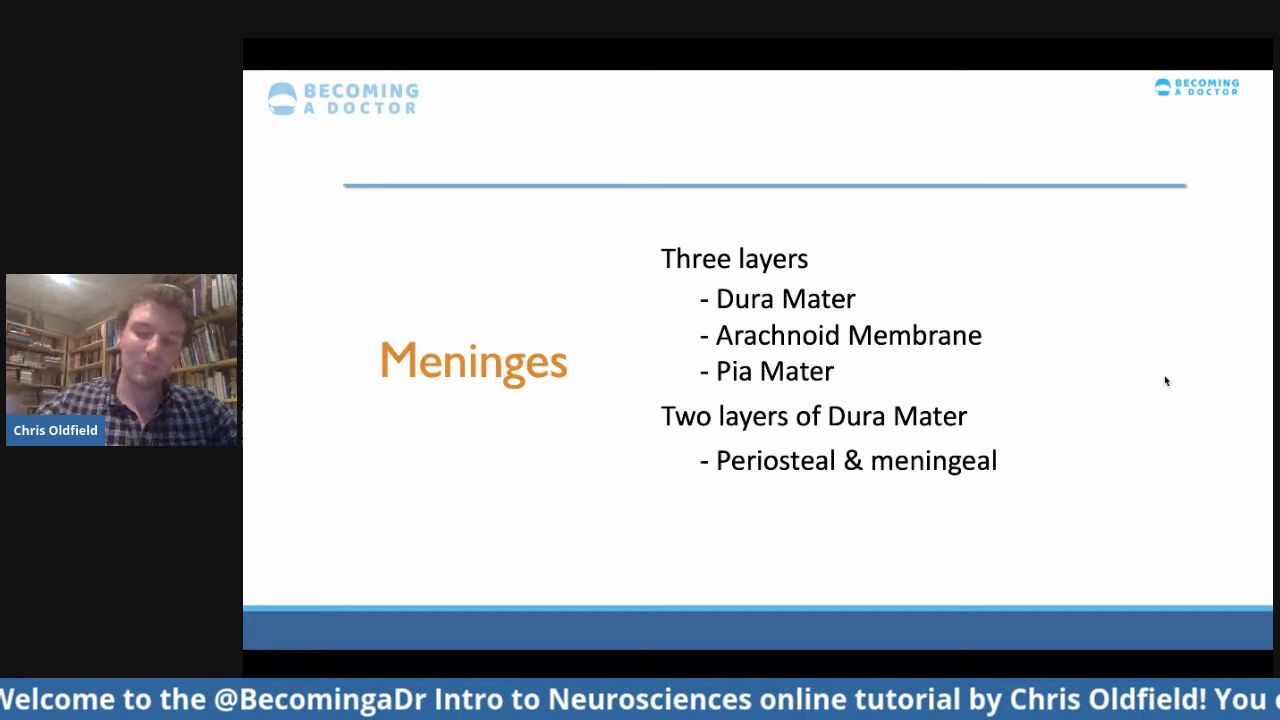 BECOMING
A DOCTOR
BECOMING
A DOCTOR
Three layers
- Dura Mater
- Arachnoid Membrane
- Pia Mater
Meninges
Two layers of Dura Mater
- Periosteal & meningeal
Chris Oldfield
Welcome to the @BecomingaDr Intro to Neurosciences online tutorial by Chris Oldfield! You